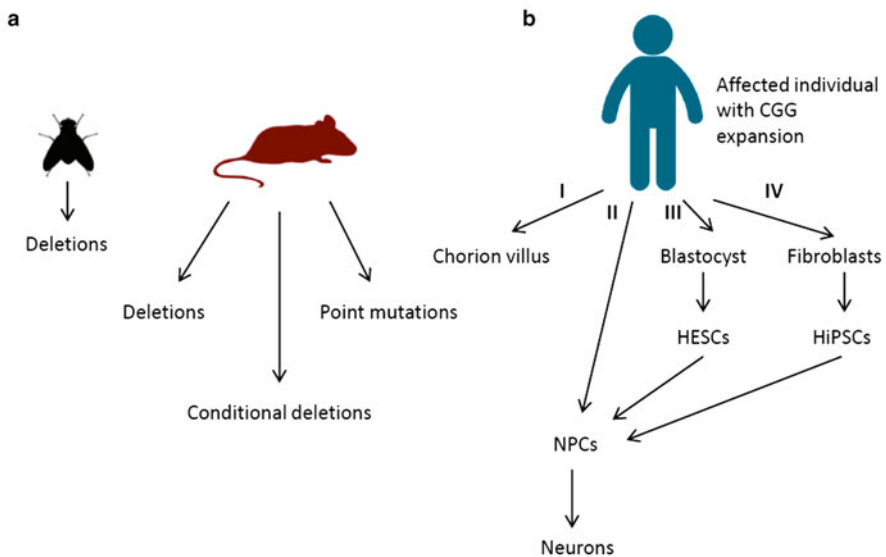 a
Deletions
Deletions
Point mutations
Conditional deletions
b
Affected individual
with CGG
expansion
I
II
III
IV
Chorion villus
Blastocyst
Fibroblasts
HESCs
HiPSCs
NPCs
Neurons